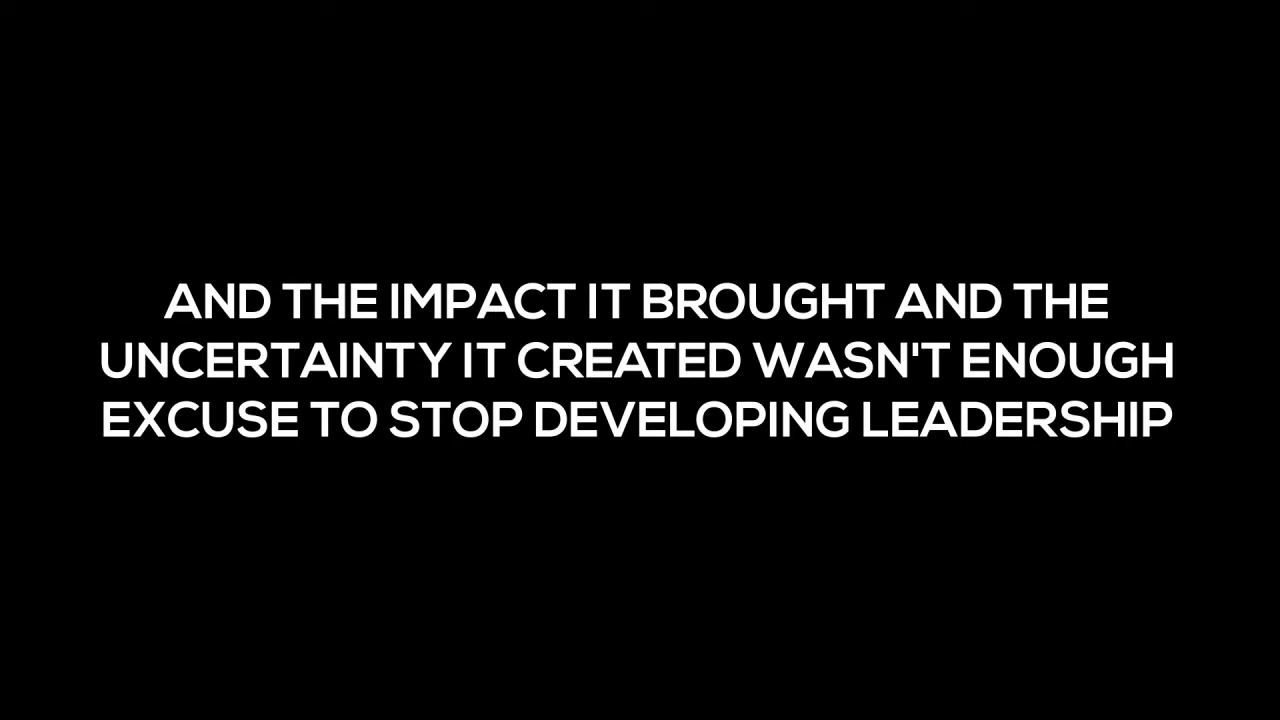 AND THE IMPACT IT BROUGHT AND THE
UNCERTAINTY IT CREATED WASN'T ENOUGH
EXCUSE TO STOP DEVELOPING LEADERSHIP